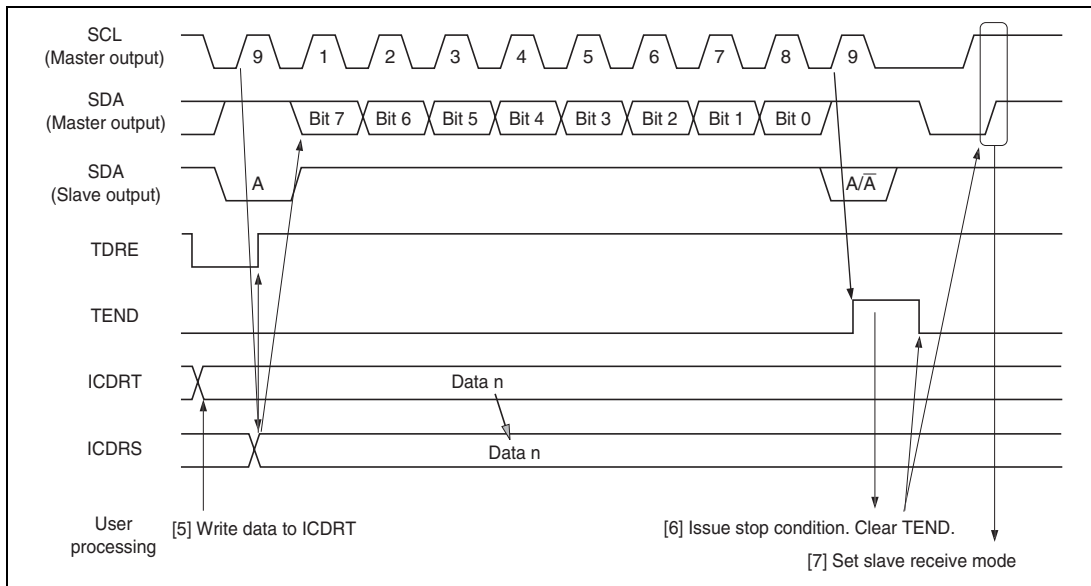 SCL
(Master output)
9 1 2 3 4 5 6 7 8 9
SDA
(Master output)
Bit 7 Bit 6 Bit 5 Bit 4 Bit 3 Bit 2 Bit 1 Bit 0
SDA
(Slave output)
A A/A̅
TDRE
TEND
ICDRT
Data n
ICDRS
Data n
User
processing
[5] Write data to ICDRT
[6] Issue stop condition. Clear TEND.
[7] Set slave receive mode